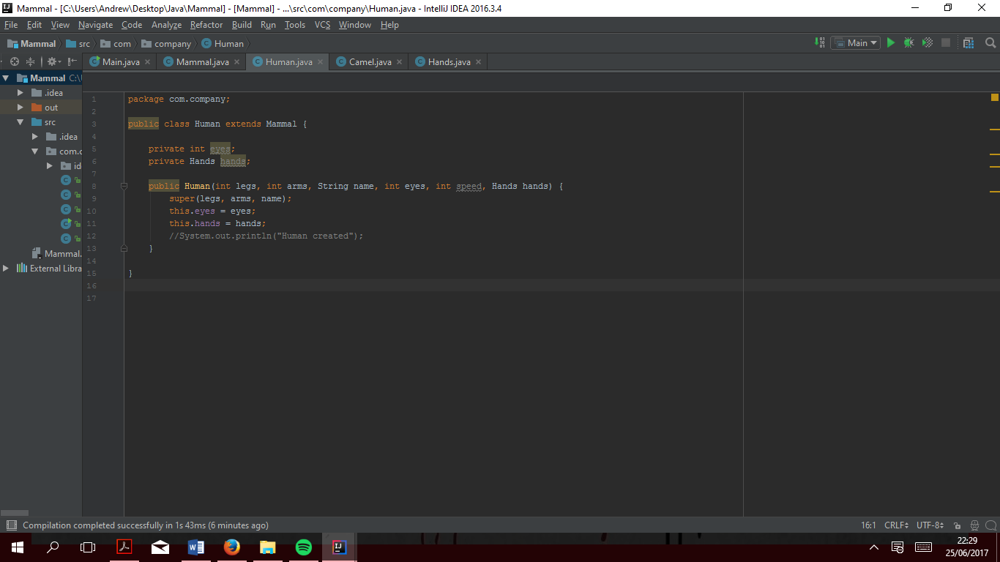 Mammal - [C:\Users\Andrew\Desktop\Java\Mammal] - [Mammal] - ...\src\com\company\Human.java - IntelliJ IDEA 2016.3.4
File Edit View Navigate Code Analyze Refactor Build Run Tools VCS Window Help
Mammal src com company Human Main
Main.java Mammal.java Human.java Camel.java Hands.java
Mammal C:\
.idea
out
src
.idea
com.c
id
Mammal.
External Libra
1 package com.company;
2
3 public class Human extends Mammal {
4
5 private int eyes;
6 private Hands hands;
7
8 public Human(int legs, int arms, String name, int eyes, int speed, Hands hands) {
9 super(legs, arms, name);
10 this.eyes = eyes;
11 this.hands = hands;
12 //System.out.println("Human created");
13 }
14
15 }
16
17
Compilation completed successfully in 1s 43ms (6 minutes ago) 16:1 CRLF UTF-8
22:29
25/06/2017